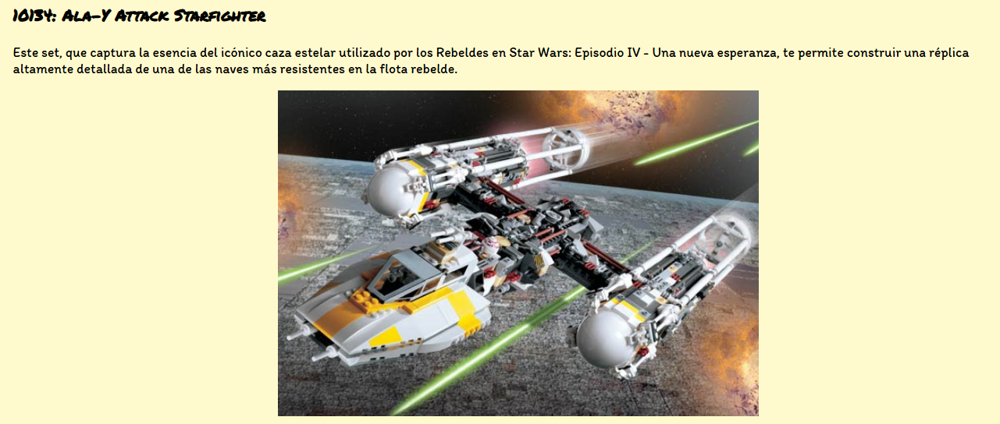 10134: Ala-Y Attack Starfighter
Este set, que captura la esencia del icónico caza estelar utilizado por los Rebeldes en Star Wars: Episodio IV - Una nueva esperanza, te permite construir una réplica
altamente detallada de una de las naves más resistentes en la flota rebelde.